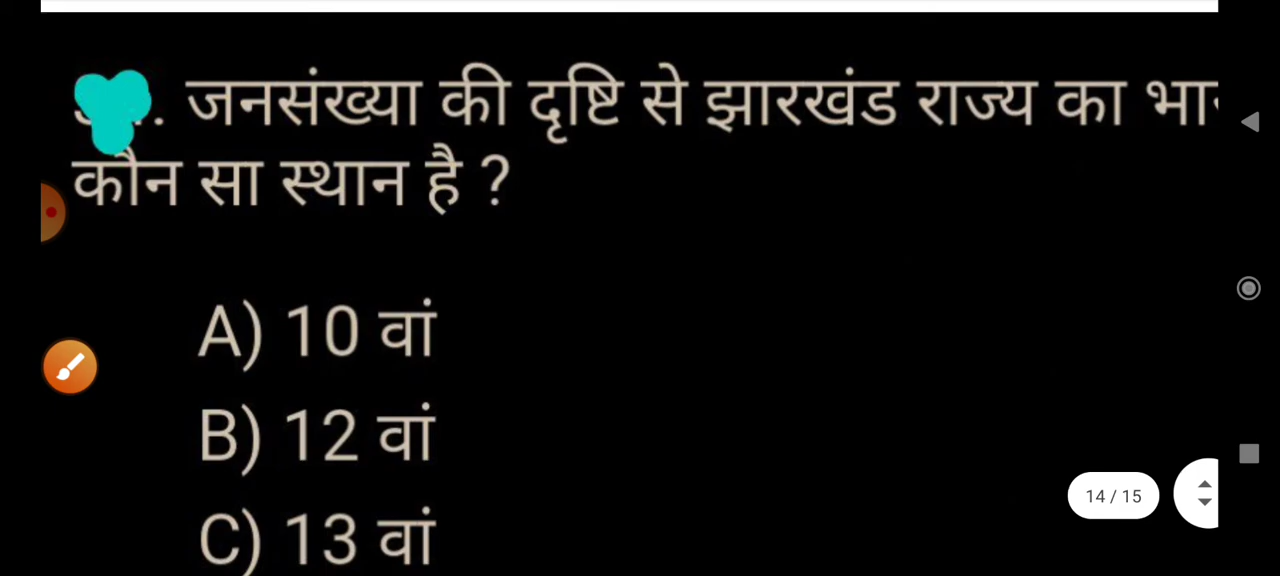 . जनसंख्या की दृष्टि से झारखंड राज्य का
कौन सा स्थान है ?
A) 10 वां
B) 12 वां
C) 13 वां
14 / 15